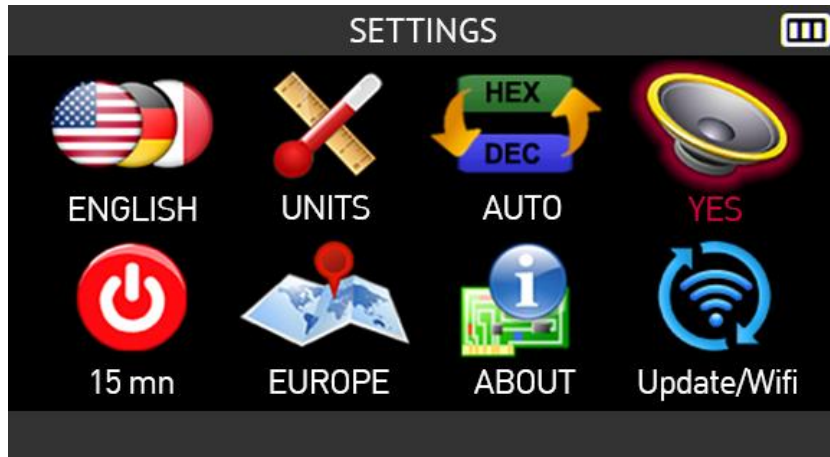 SETTINGS
HEX
DEC
ENGLISH UNITS AUTO YES
15 mn EUROPE ABOUT Update/Wifi